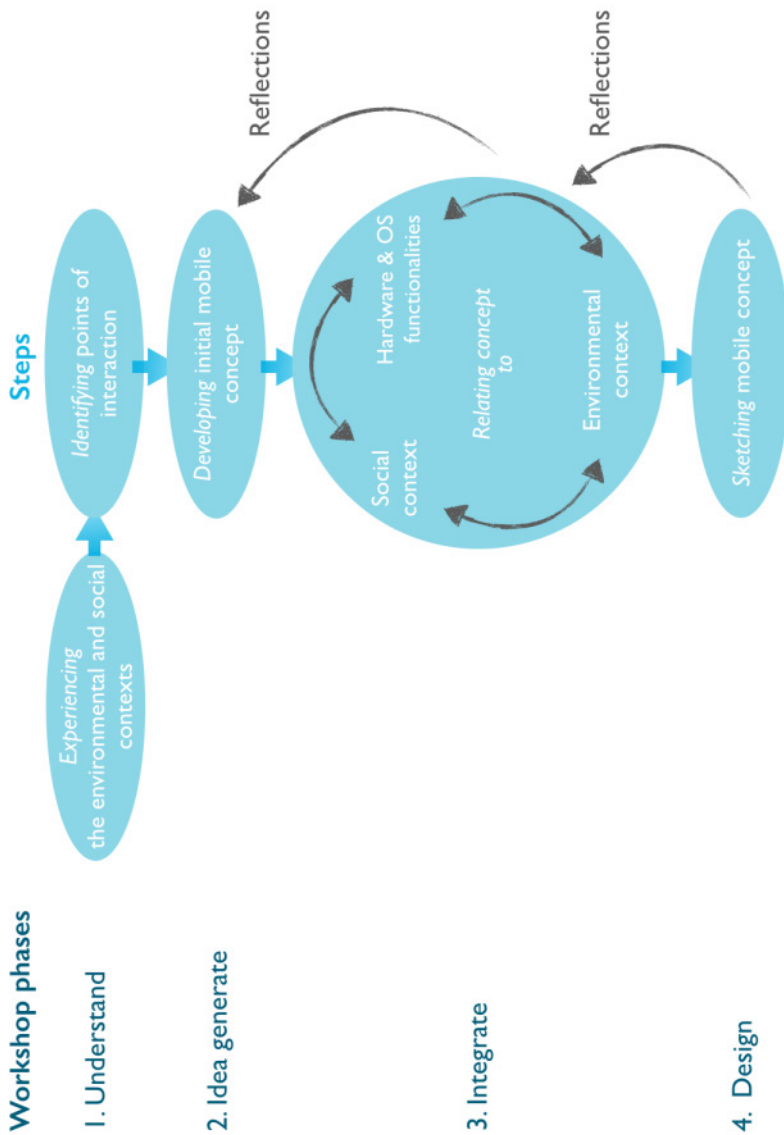 Workshop phases
Steps
1. Understand
Experiencing
the environmental and social
contexts
Identifying points of
interaction
2. Idea generate
Developing initial mobile
concept
Reflections
3. Integrate
Social
context
Hardware & OS
functionalities
Relating concept
to
Environmental
context
Reflections
4. Design
Sketching mobile concept